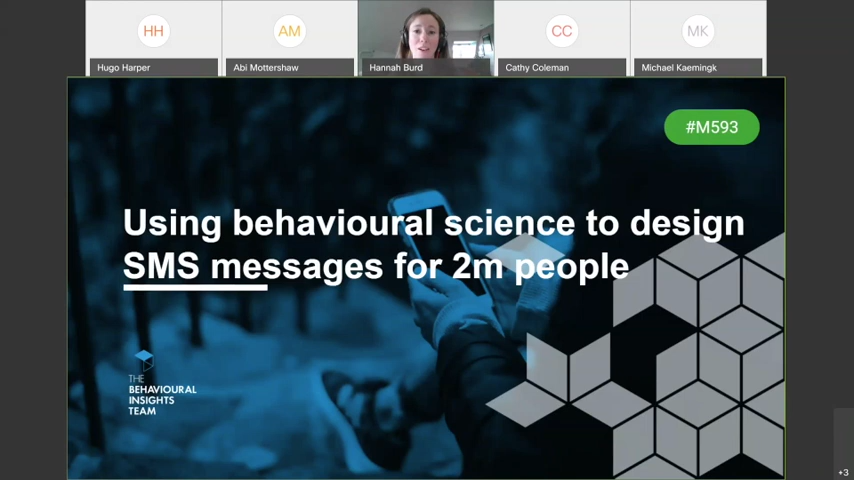 HH
AM
CC
MK
Hugo Harper
Abi Mottershaw
Hannah Burd
Cathy Coleman
Michael Kaemingk
#M593
Using behavioural science to design
SMS messages for 2m people
THE
BEHAVIOURAL
INSIGHTS
TEAM
+3